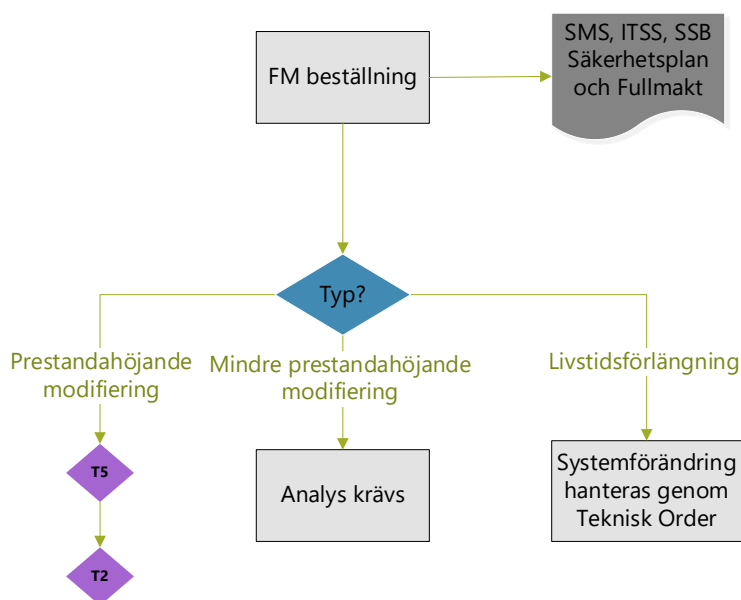 FM beställning
SMS, ITSS, SSB
Säkerhetsplan
och Fullmakt
Typ?
Prestandahöjande
modifiering
Mindre prestandahöjande
modifiering
Livstidsförlängning
T5
Analys krävs
Systemförändring
hanteras genom
Teknisk Order
T2